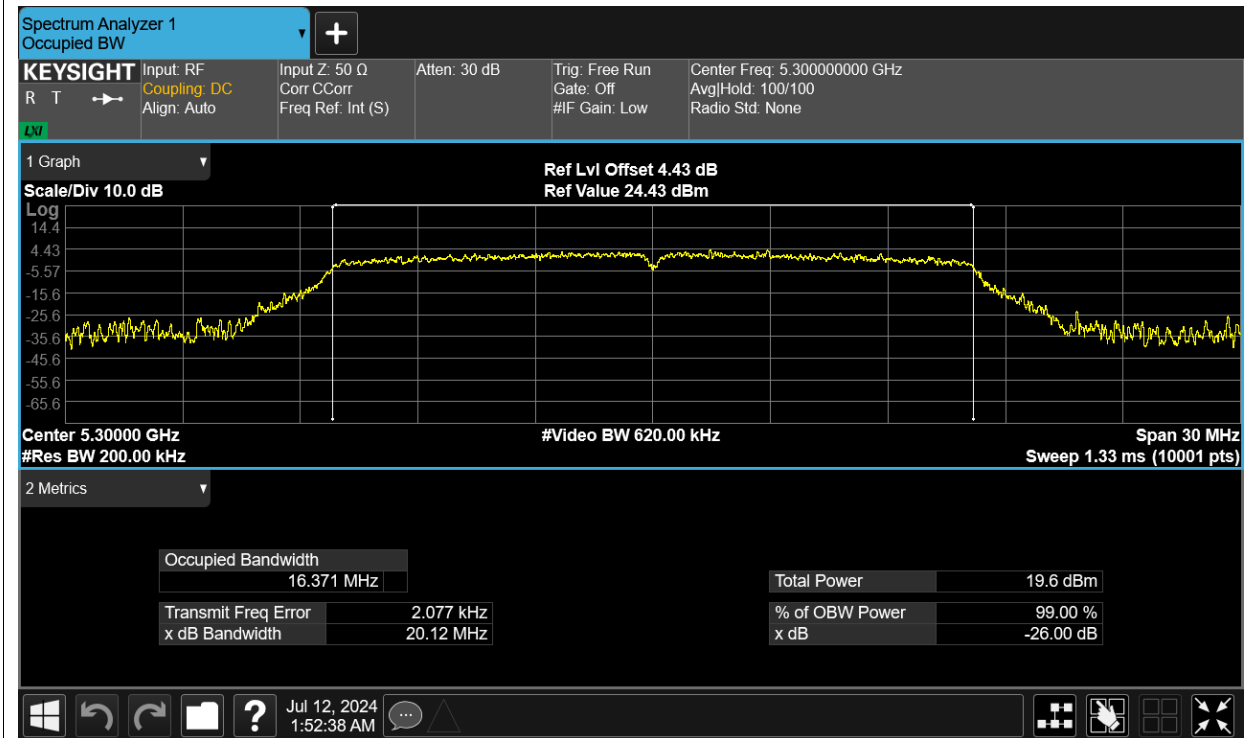 Spectrum Analyzer 1
Occupied BW
KEYSIGHT
R T
LXI
Input: RF
Coupling: DC
Align: Auto
Input Z: 50 Ω
Corr CCorr
Freq Ref: Int (S)
Atten: 30 dB
Trig: Free Run
Gate: Off
#IF Gain: Low
Center Freq: 5.300000000 GHz
Avg|Hold: 100/100
Radio Std: None
1 Graph
Scale/Div 10.0 dB
Ref Lvl Offset 4.43 dB
Ref Value 24.43 dBm
Log
14.4
4.43
-5.57
-15.6
-25.6
-35.6
-45.6
-55.6
-65.6
Center 5.30000 GHz
#Video BW 620.00 kHz
Span 30 MHz
#Res BW 200.00 kHz
Sweep 1.33 ms (10001 pts)
2 Metrics
Occupied Bandwidth
16.371 MHz
Total Power 19.6 dBm
Transmit Freq Error 2.077 kHz
% of OBW Power 99.00 %
x dB Bandwidth 20.12 MHz
x dB -26.00 dB
?
Jul 12, 2024
1:52:38 AM